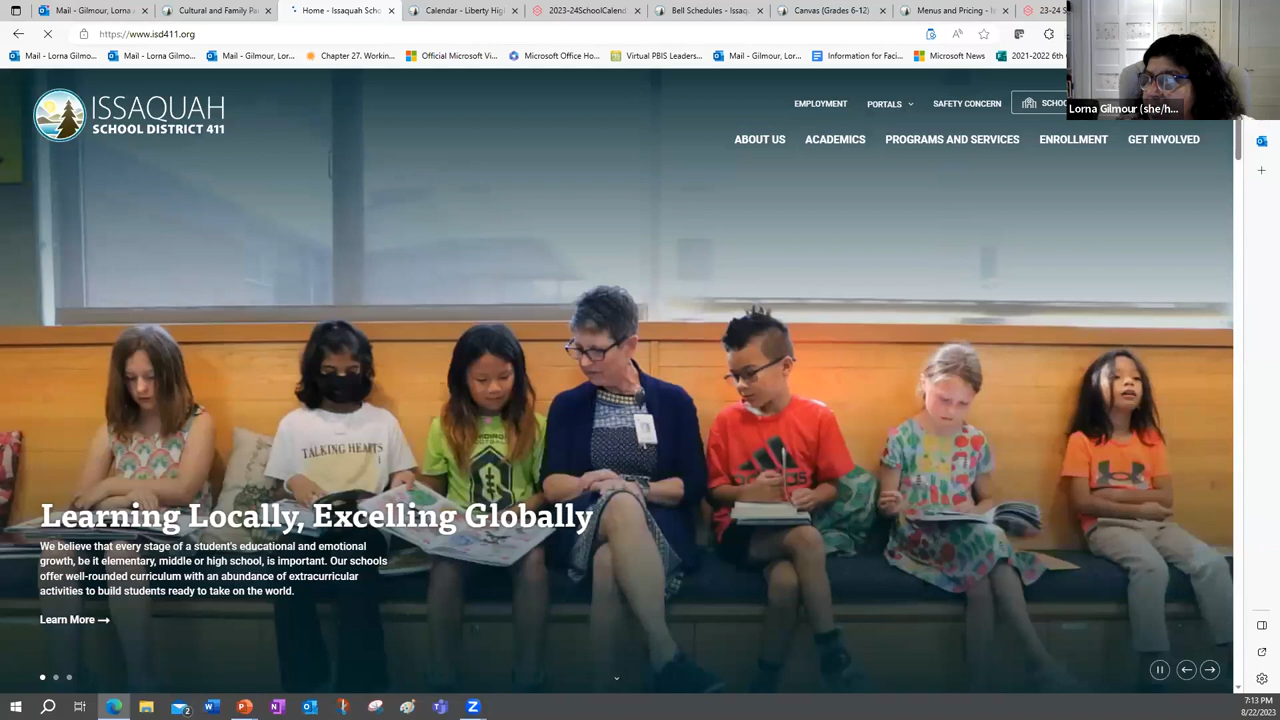 Mail - Gilmour, Lorna
Cultural and Family Pa
Home - Issaquah Scho
Calendar - Liberty Hig
2023-24SchoolCalend
Bell Schedules - Issaq
Canvas (Grades 6-12)
Menus and Pricing - Is
23-24 S
https://www.isd411.org
Mail - Lorna Gilmo...
Mail - Gilmour, Lor...
Mail - Gilmour, Lor...
Chapter 27. Workin...
Official Microsoft Vi...
Microsoft Office Ho...
Virtual PBIS Leaders...
Mail - Gilmour, Lor...
Information for Faci...
Microsoft News
2021-2022 6th
Lorna Gilmour (she/h...
ISSAQUAH
SCHOOL DISTRICT 411
EMPLOYMENT
PORTALS
SAFETY CONCERN
SCHOO
ABOUT US
ACADEMICS
PROGRAMS AND SERVICES
ENROLLMENT
GET INVOLVED
TALKING HEARTS
Learning Locally, Excelling Globally
We believe that every stage of a student's educational and emotional
growth, be it elementary, middle or high school, is important. Our schools
offer well-rounded curriculum with an abundance of extracurricular
activities to build students ready to take on the world.
Learn More
7:13 PM
8/22/2023